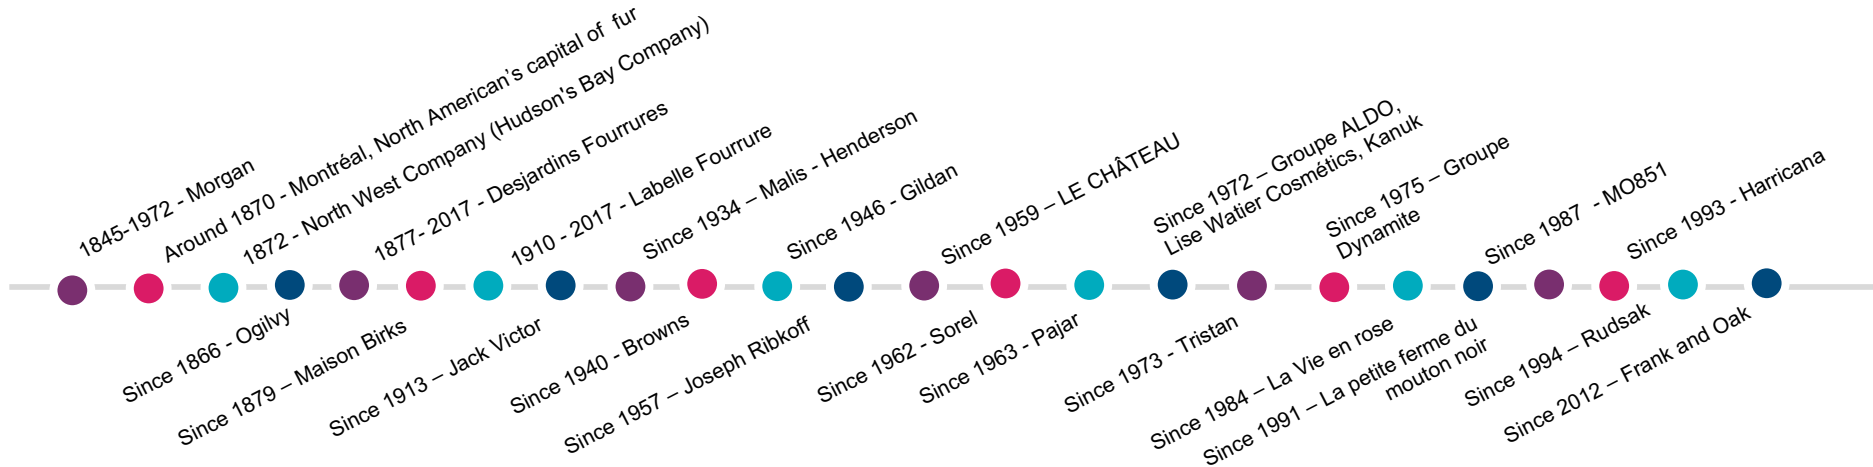 1845-1972 - Morgan
Around 1870 - Montréal, North American’s capital of fur
1872 - North West Company (Hudson's Bay Company)
Since 1866 - Ogilvy
1877- 2017 - Desjardins Fourrures
Since 1879 – Maison Birks
1910 - 2017 - Labelle Fourrure
Since 1913 – Jack Victor
Since 1934 – Malis - Henderson
Since 1940 - Browns
Since 1946 - Gildan
Since 1957 – Joseph Ribkoff
Since 1959 – LE CHÂTEAU
Since 1962 - Sorel
Since 1963 - Pajar
Since 1972 – Groupe ALDO,
Lise Watier Cosmétics, Kanuk
Since 1973 - Tristan
Since 1975 – Groupe
Dynamite
Since 1984 – La Vie en rose
Since 1987 - MO851
Since 1991 – La petite ferme du
mouton noir
Since 1993 - Harricana
Since 1994 – Rudsak
Since 2012 – Frank and Oak